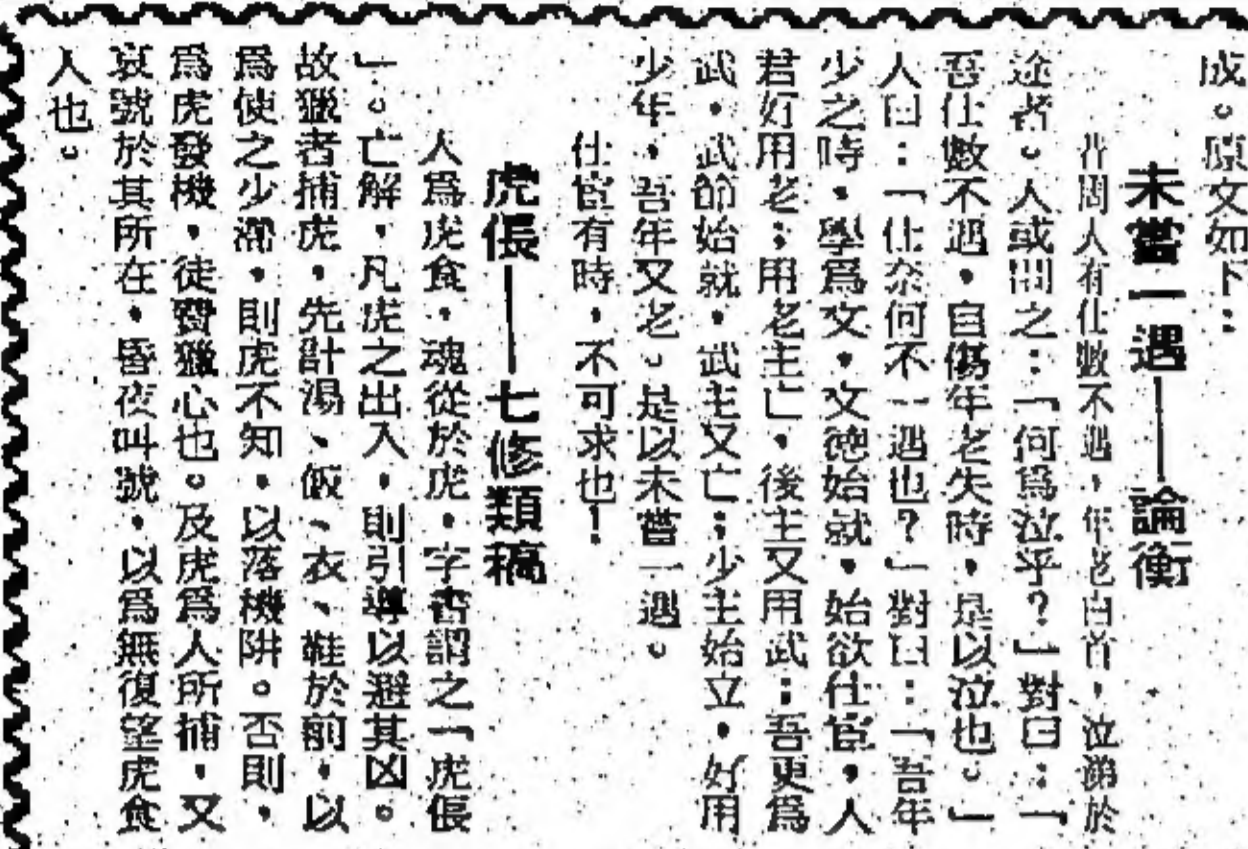 成。原文如下：
未嘗一遇——論衡
昔周人有仕數不遇，年老白首，泣涕於
途者。人或問之：「何爲泣乎？」對曰：「
吾仕數不遇，自傷年老失時，是以泣也。」
人曰：「仕奈何不一遇也？」對曰：「吾年
少之時，學爲文，文德始就，始欲仕宦，人
君好用老；用老主亡，後主又用武；吾更爲
武，武節始就，武主又亡；少主始立，好用
少年，吾年又老。是以未嘗一遇。
仕宦有時，不可求也！
虎倀——七修類稿
人爲虎食，魂從於虎，字書謂之「虎倀
」。亡解，凡虎之出入，則引導以避其凶。
故獵者捕虎，先計湯、飯、衣、鞋於前，以
爲使之少滯，則虎不知，以落機阱。否則，
爲虎發機，徒費獵心也。及虎爲人所捕，又
哀號於其所在，昏夜叫號，以爲無復望虎食
人也。